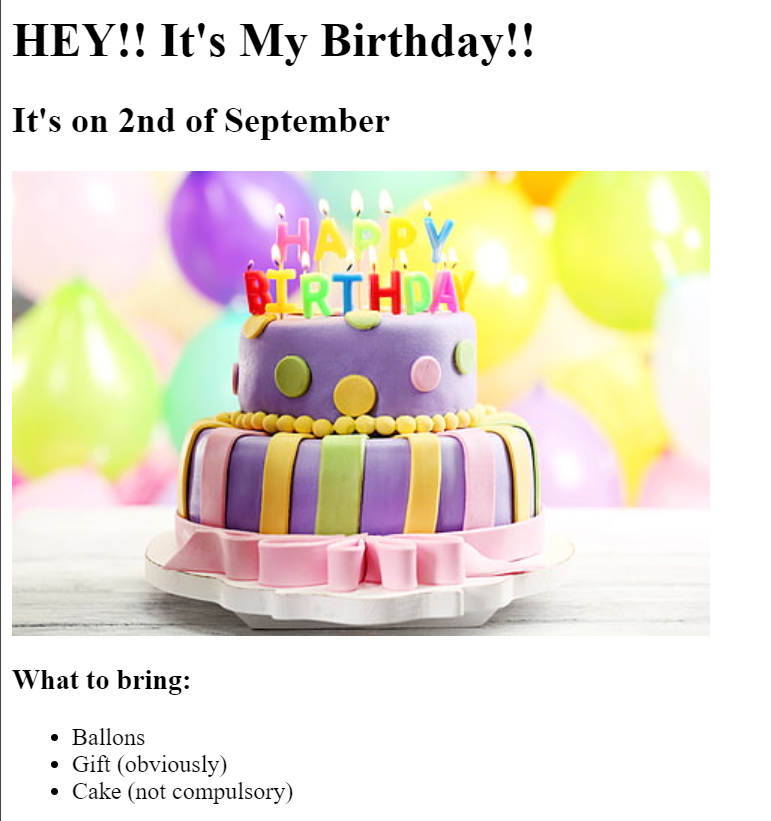 HEY!! It's My Birthday!!
It's on 2nd of September
HAPPY
BIRTHDAY
What to bring:
Ballons
Gift (obviously)
Cake (not compulsory)